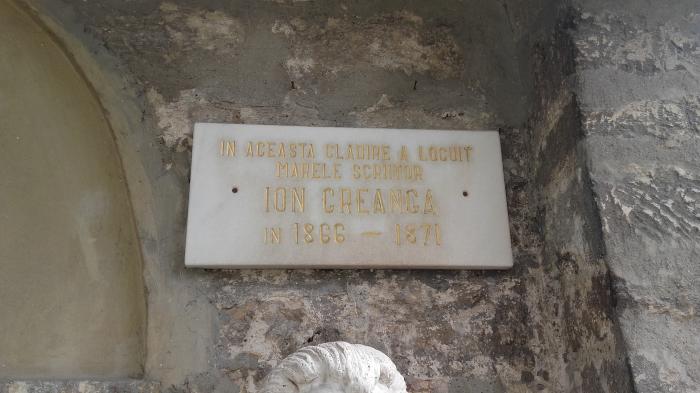 IN ACEASTA CLADIRE A LOCUIT
MARELE SCRIITOR
ION CREANGA
IN 1866 — 1871